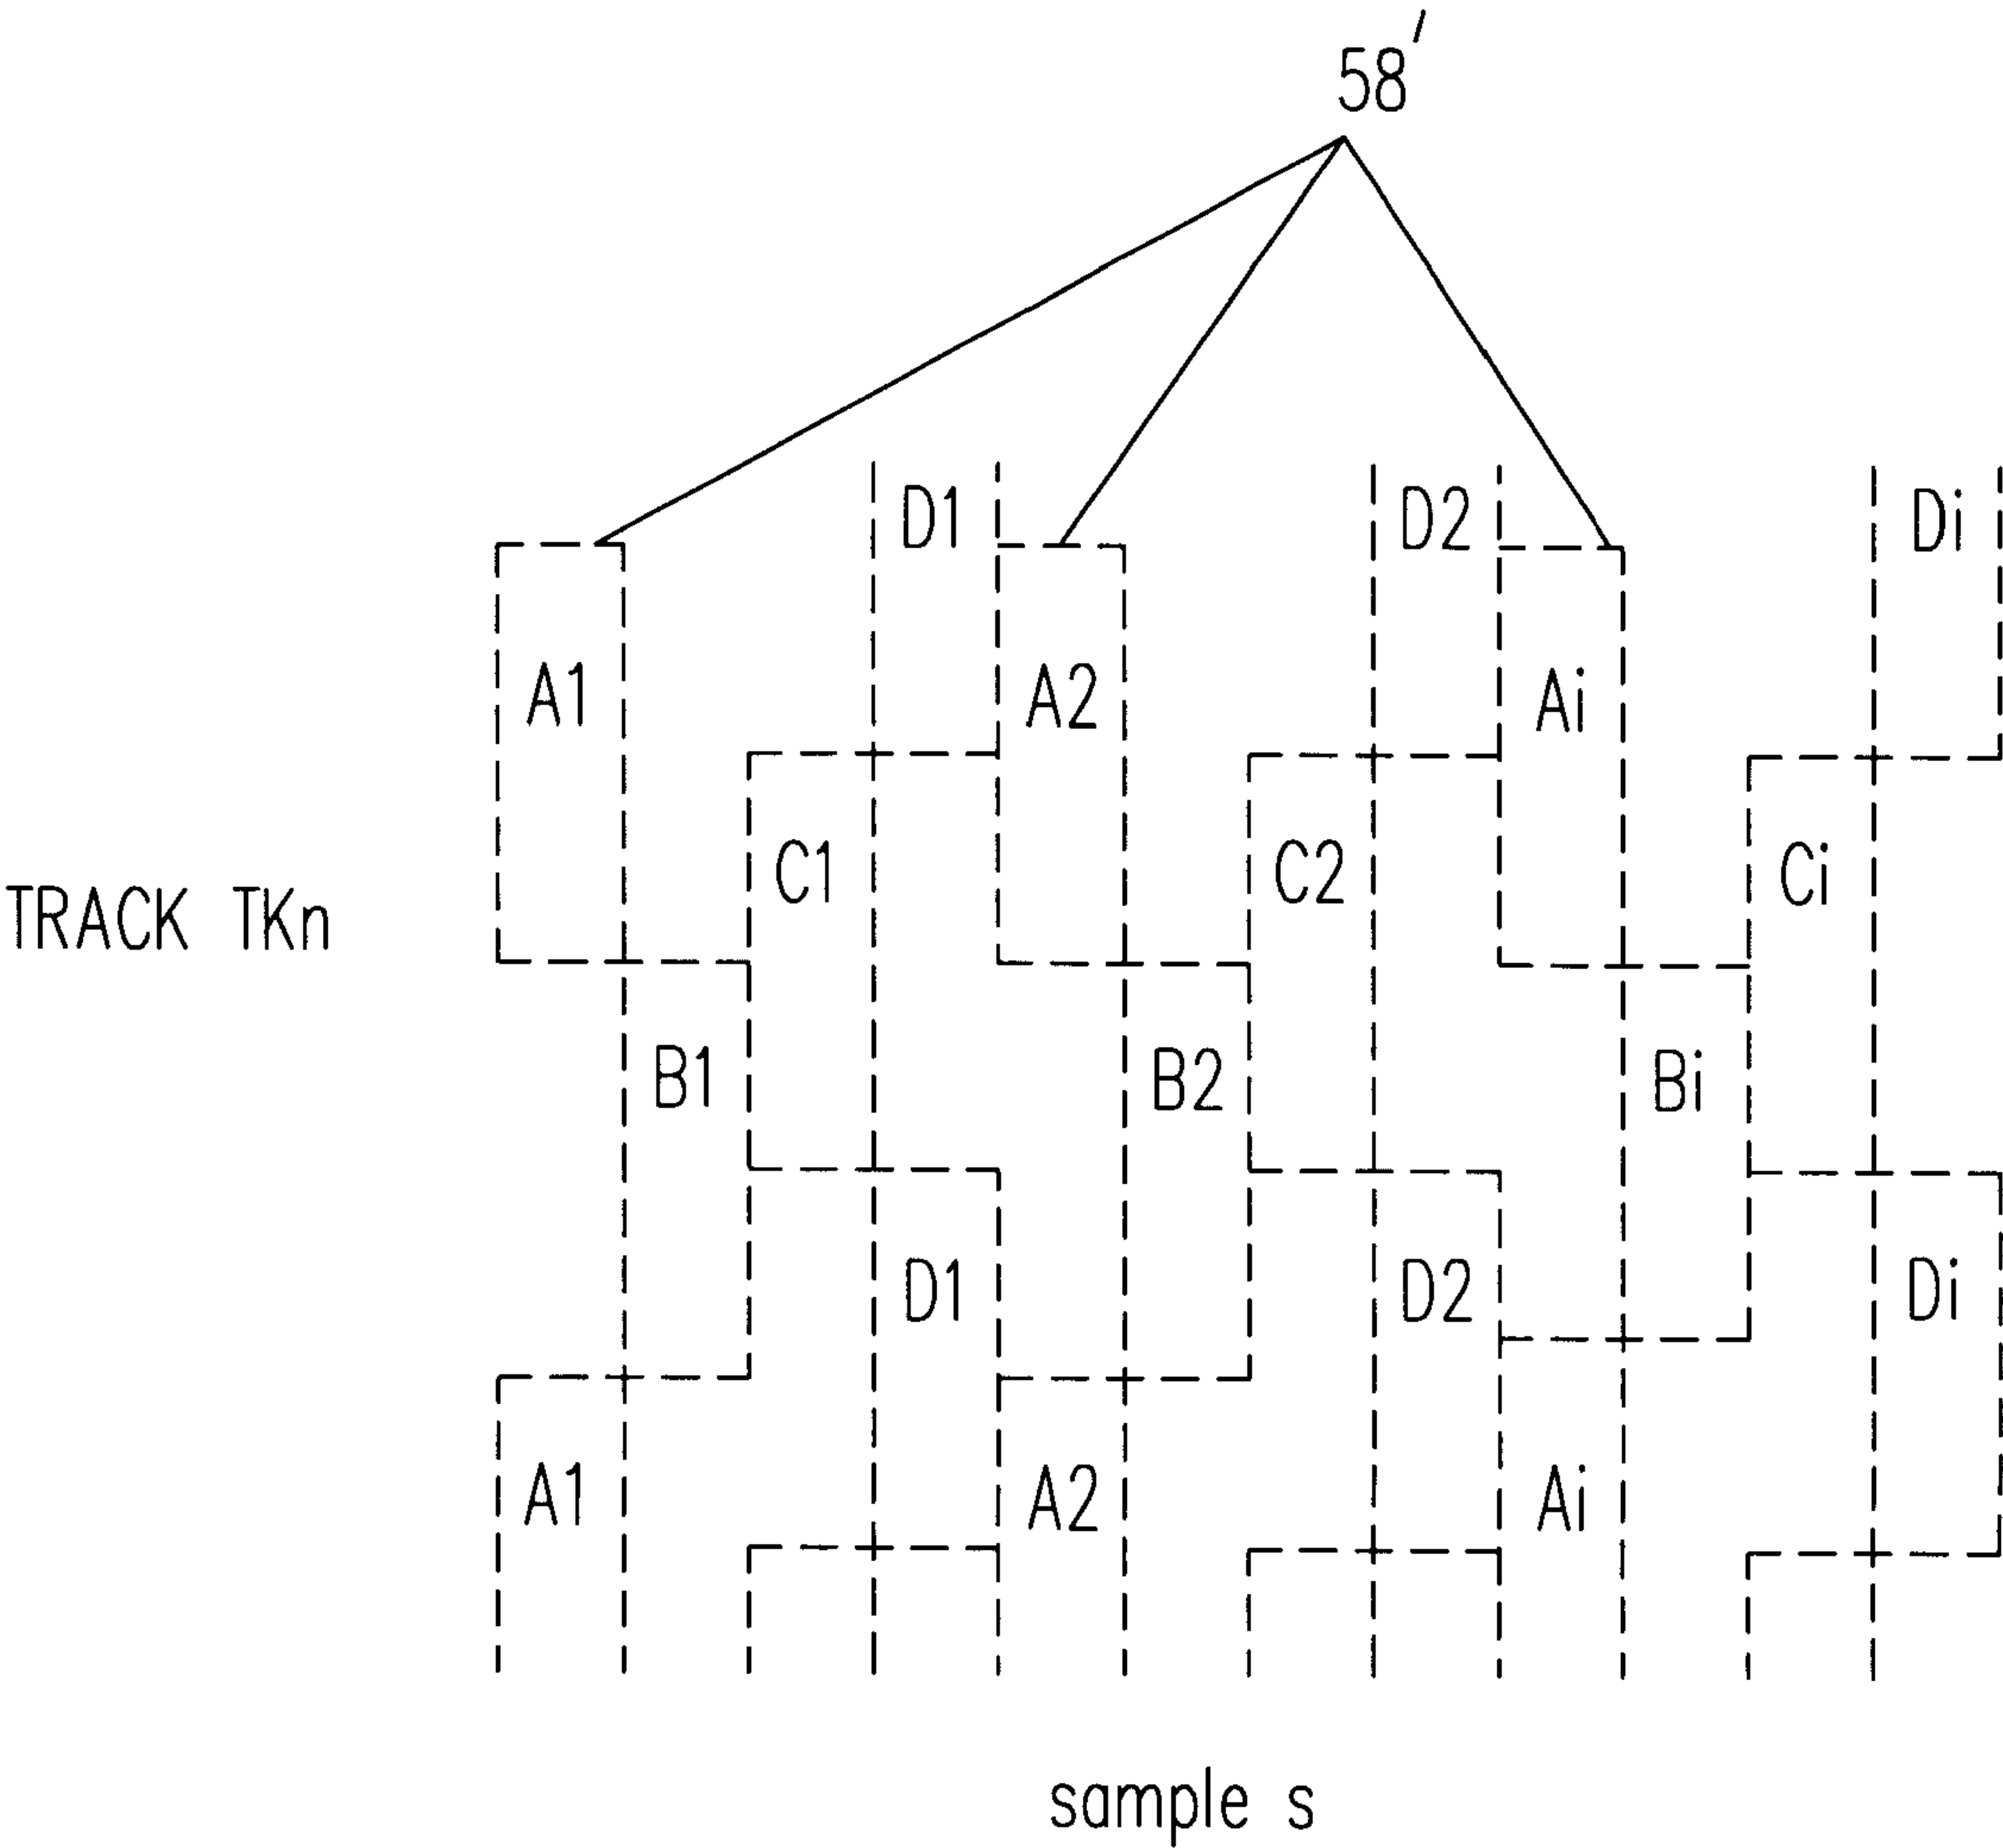 58'
D1 D2 Di
A1 A2 Ai
C1 C2 Ci
TRACK TKn
B1 B2 Bi
D1 D2 Di
A1 A2 Ai
sample s